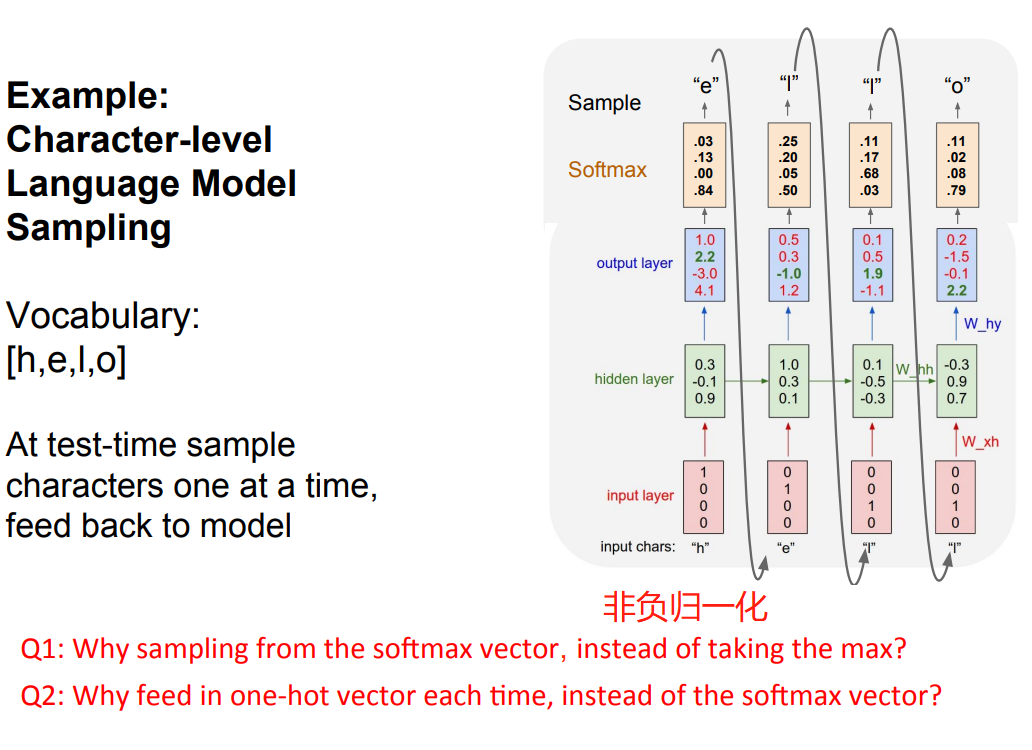 Example:
Character-level
Language Model
Sampling
Vocabulary:
[h,e,l,o]
At test-time sample
characters one at a time,
feed back to model
“e” “l” “l” “o”
Sample
Softmax
.03 .25 .11 .11
.13 .20 .17 .02
.00 .05 .68 .08
.84 .50 .03 .79
output layer
1.0 0.5 0.1 0.2
2.2 0.3 0.5 -1.5
-3.0 -1.0 1.9 -0.1
4.1 1.2 -1.1 2.2
W_hy
hidden layer
0.3 1.0 0.1 -0.3
-0.1 0.3 -0.5 0.9
0.9 0.1 -0.3 0.7
W_hh
W_xh
input layer
1 0 0 0
0 1 0 0
0 0 1 1
0 0 0 0
input chars: “h” “e” “l” “l”
非负归一化
Q1: Why sampling from the softmax vector, instead of taking the max?
Q2: Why feed in one-hot vector each time, instead of the softmax vector?